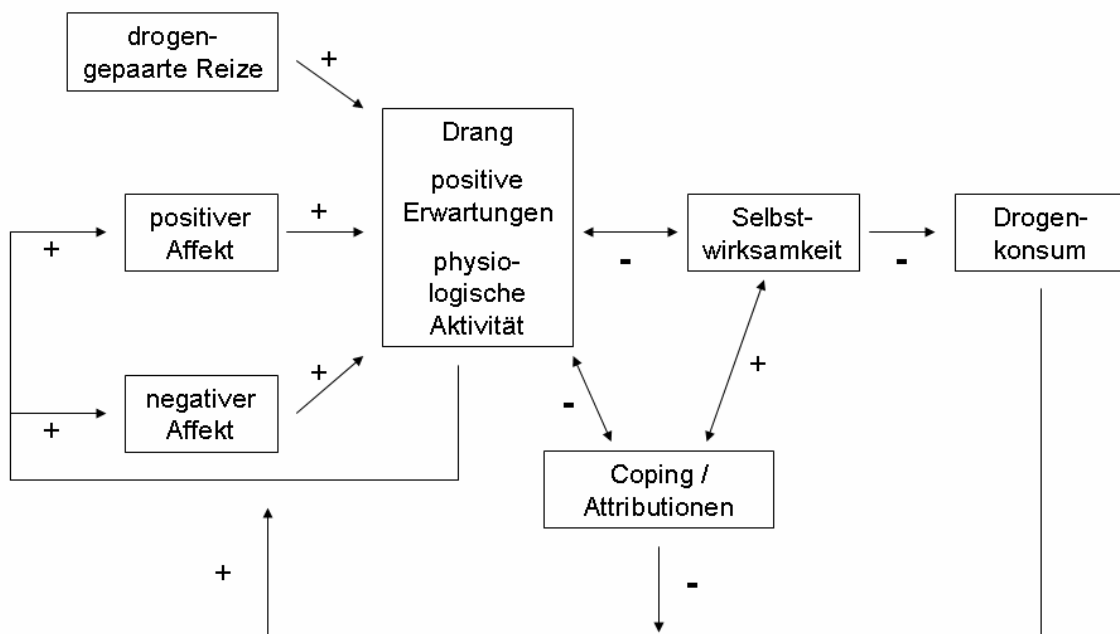 drogen-
gepaarte Reize
+
Drang
positive
Erwartungen
physio-
logische
Aktivität
positiver
Affekt
+
+
negativer
Affekt
+
+
-
Selbst-
wirksamkeit
-
Drogen-
konsum
-
+
Coping /
Attributionen
+
-